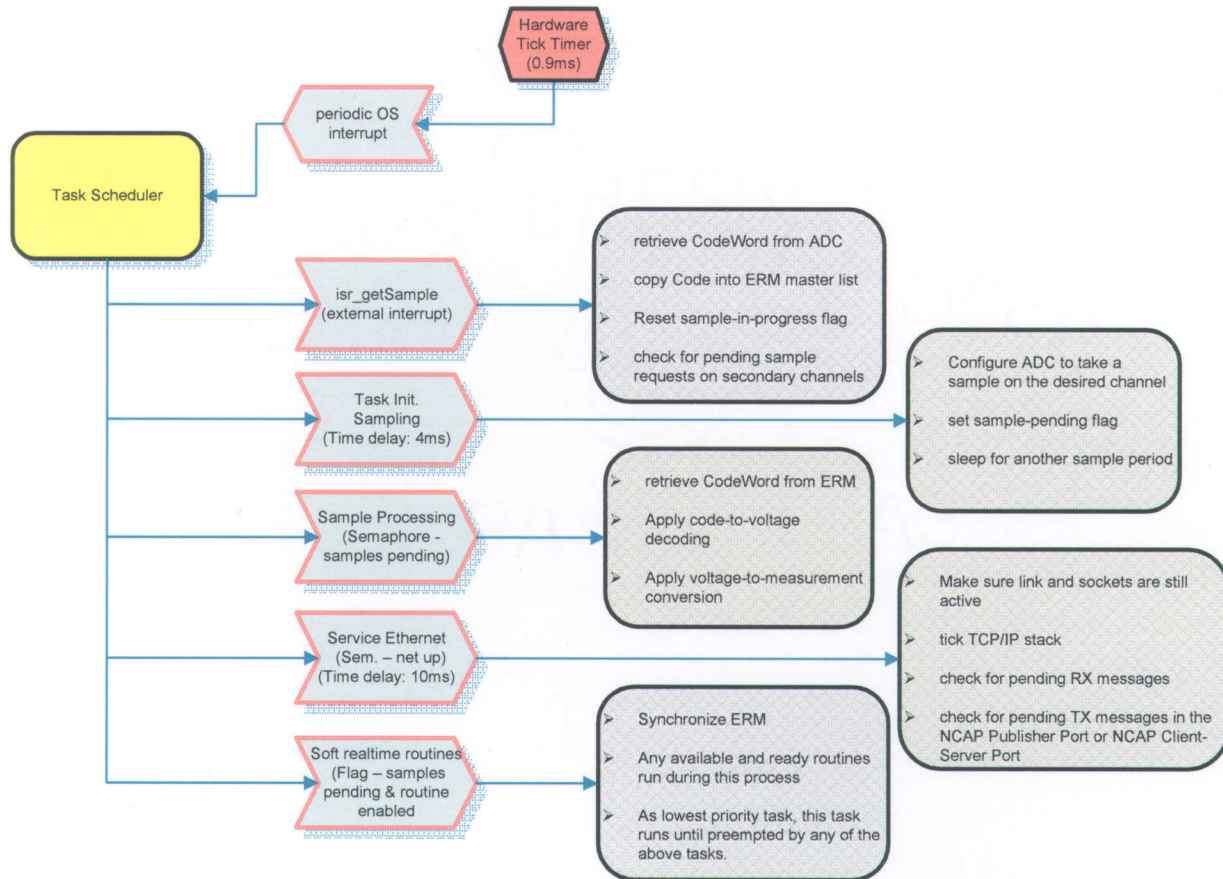 Hardware
Tick Timer
(0.9ms)
periodic OS
interrupt
Task Scheduler
isr_getSample
(external interrupt)
➢ retrieve CodeWord from ADC
➢ copy Code into ERM master list
➢ Reset sample-in-progress flag
➢ check for pending sample
requests on secondary channels
Task Init.
Sampling
(Time delay: 4ms)
➢ Configure ADC to take a
sample on the desired channel
➢ set sample-pending flag
➢ sleep for another sample period
Sample Processing
(Semaphore -
samples pending)
➢ retrieve CodeWord from ERM
➢ Apply code-to-voltage
decoding
➢ Apply voltage-to-measurement
conversion
Service Ethernet
(Sem. – net up)
(Time delay: 10ms)
➢ Make sure link and sockets are still
active
➢ tick TCP/IP stack
➢ check for pending RX messages
➢ check for pending TX messages in the
NCAP Publisher Port or NCAP Client-
Server Port
Soft realtime routines
(Flag – samples
pending & routine
enabled
➢ Synchronize ERM
➢ Any available and ready routines
run during this process
➢ As lowest priority task, this task
runs until preempted by any of the
above tasks.